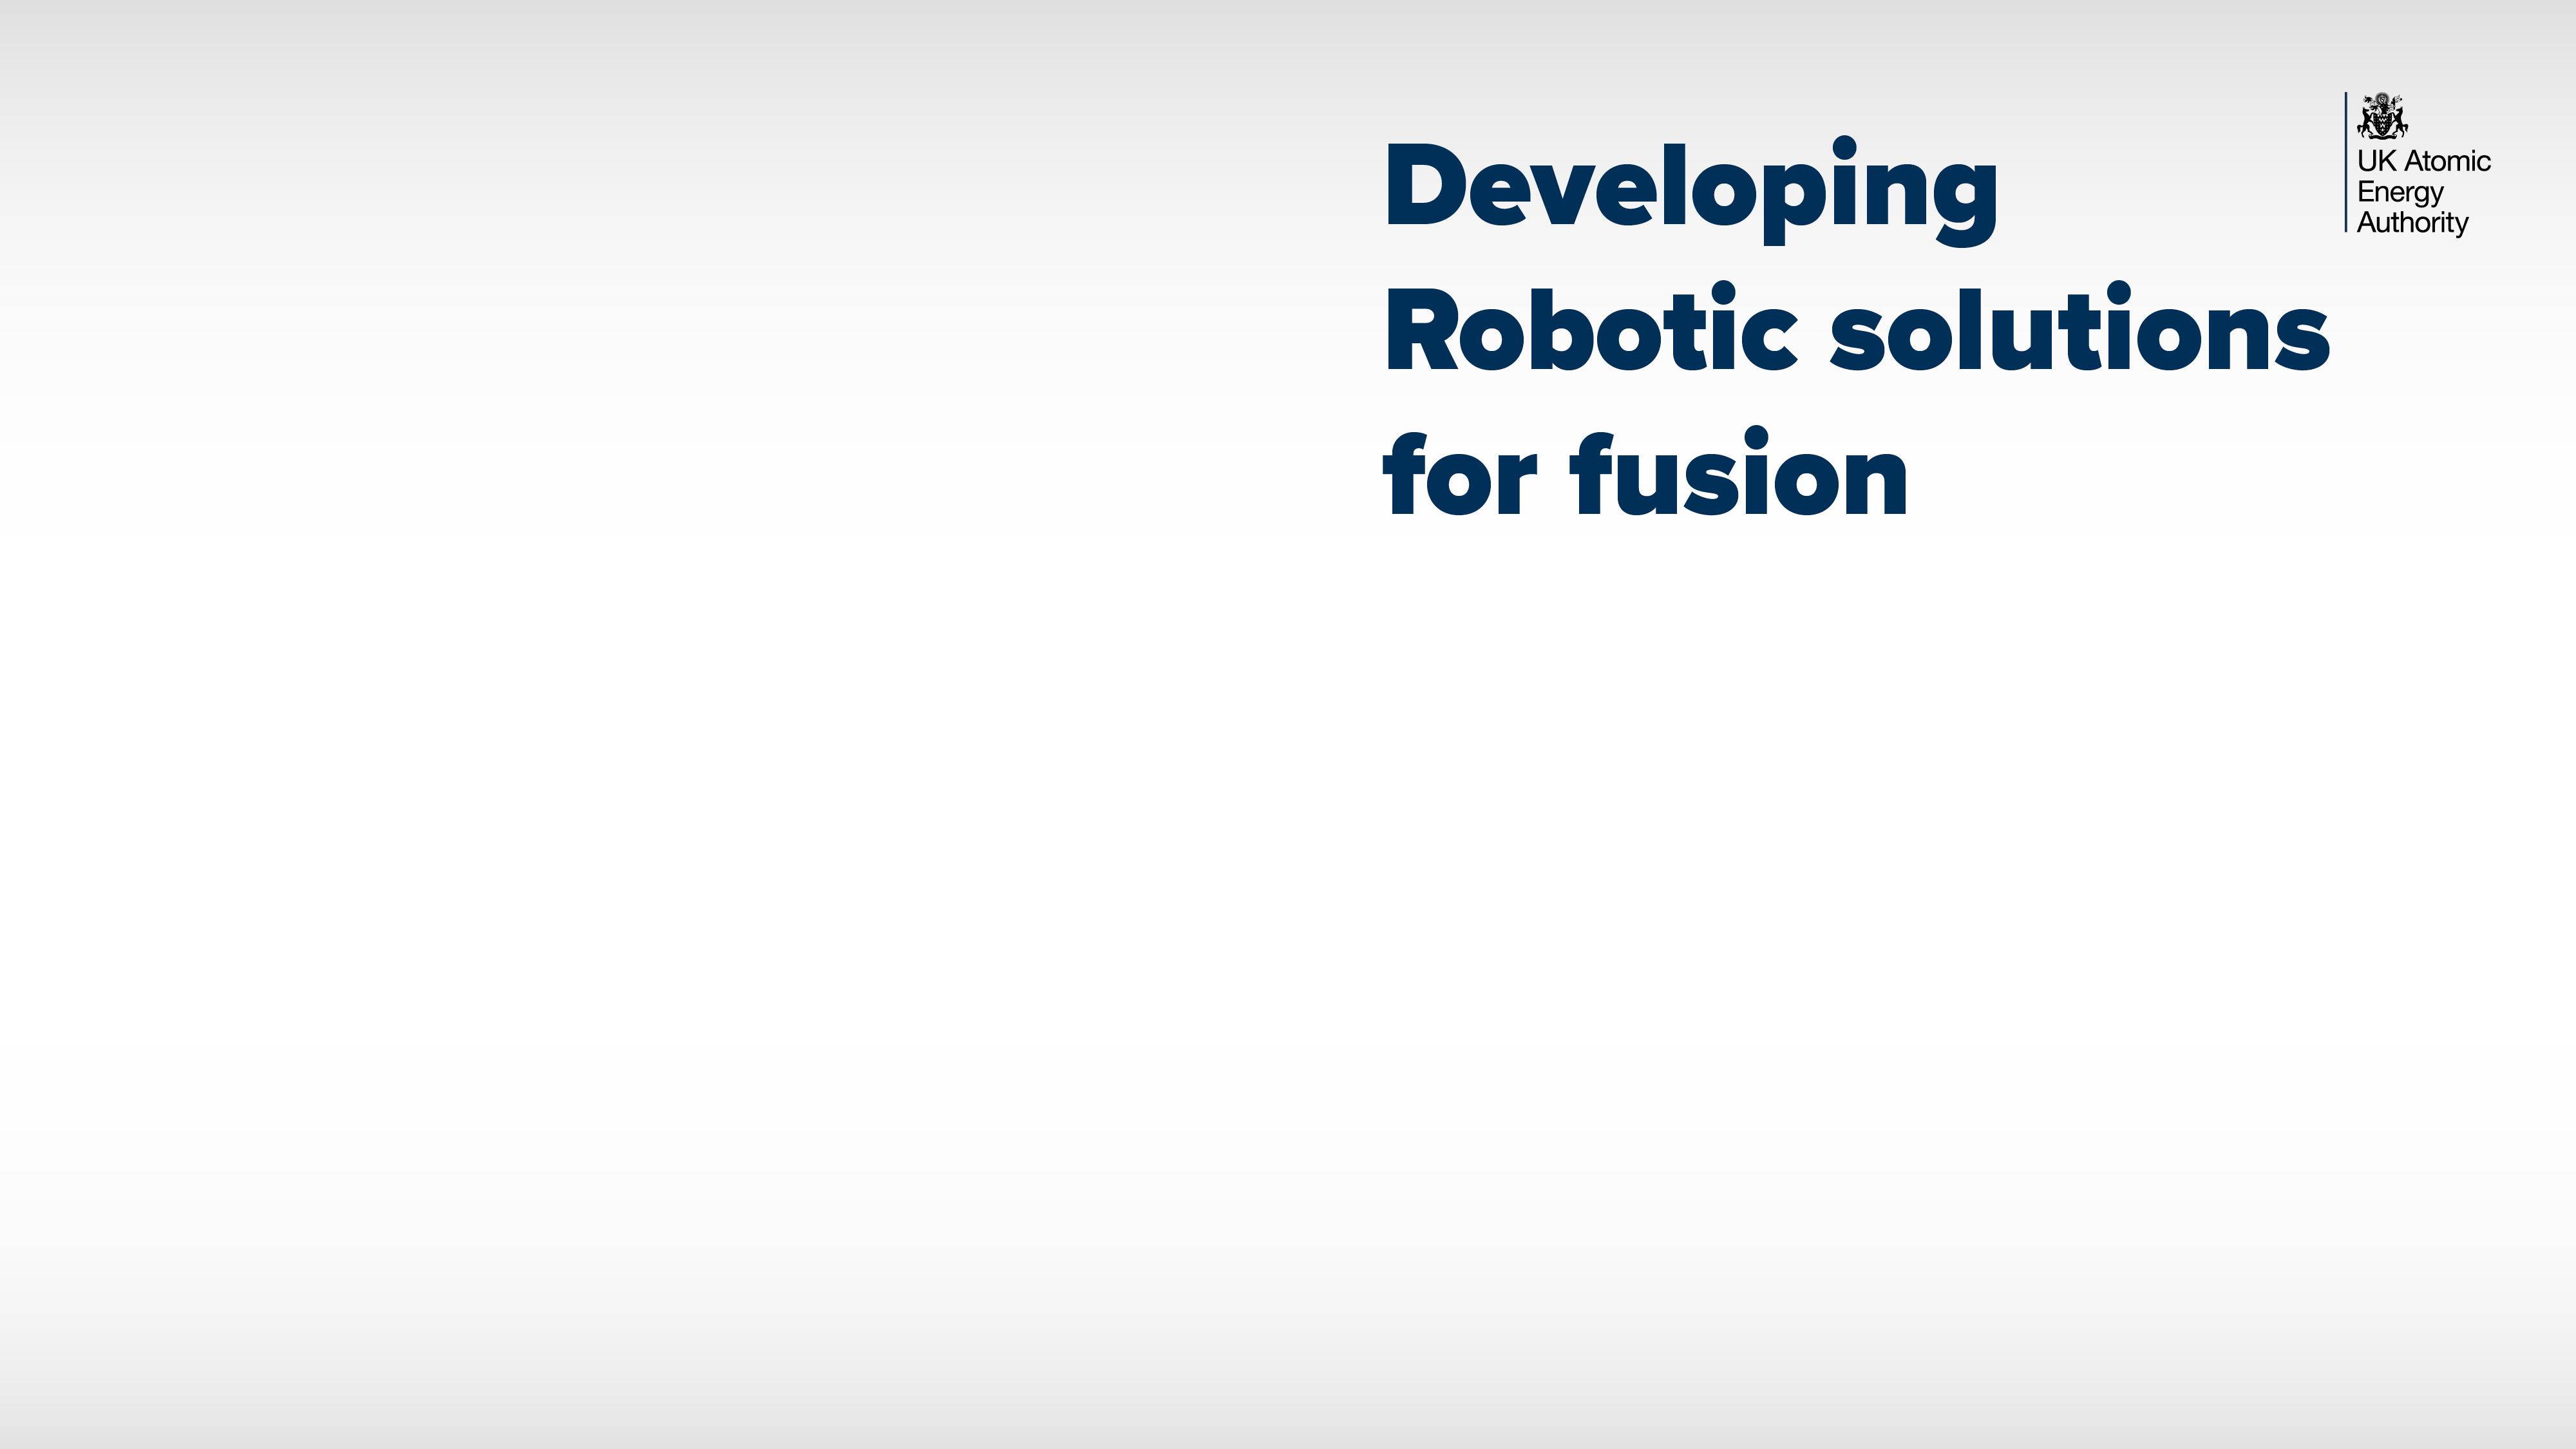 Developing
Robotic solutions
for fusion
UK Atomic
Energy
Authority